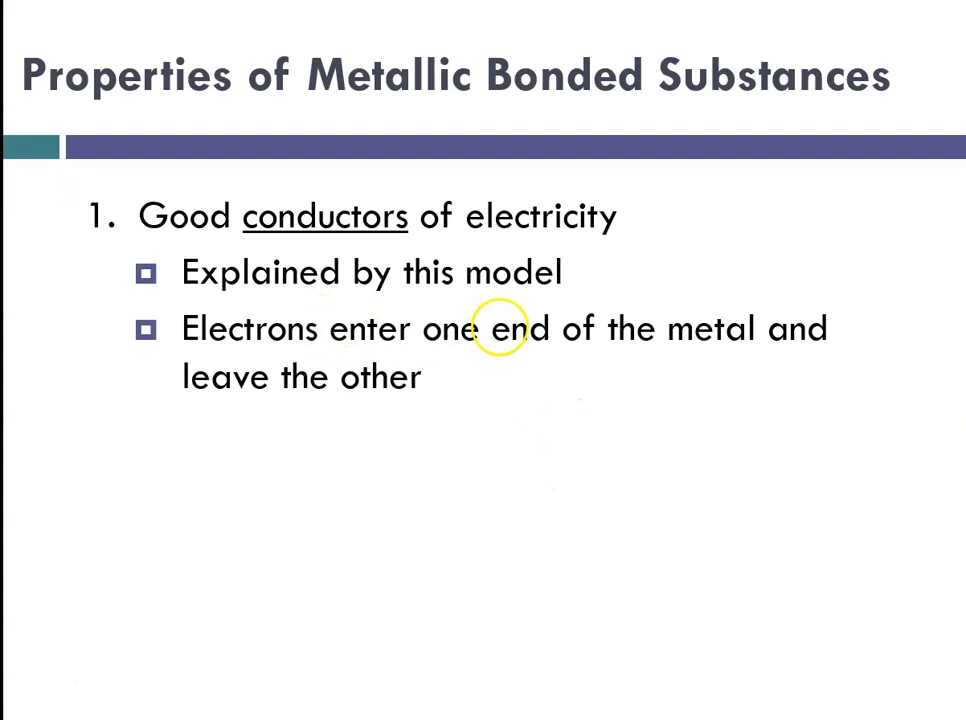 Properties of Metallic Bonded Substances
1. Good conductors of electricity
Explained by this model
Electrons enter one end of the metal and
leave the other